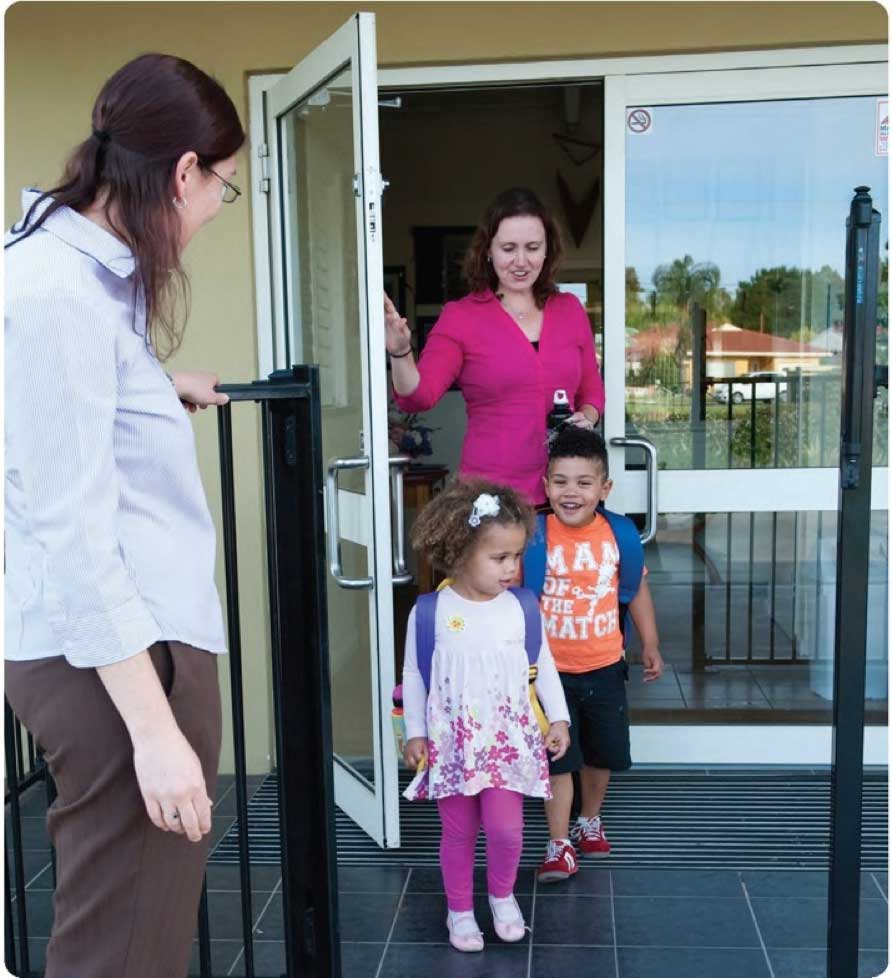 MAN
OF
THE
MATCH